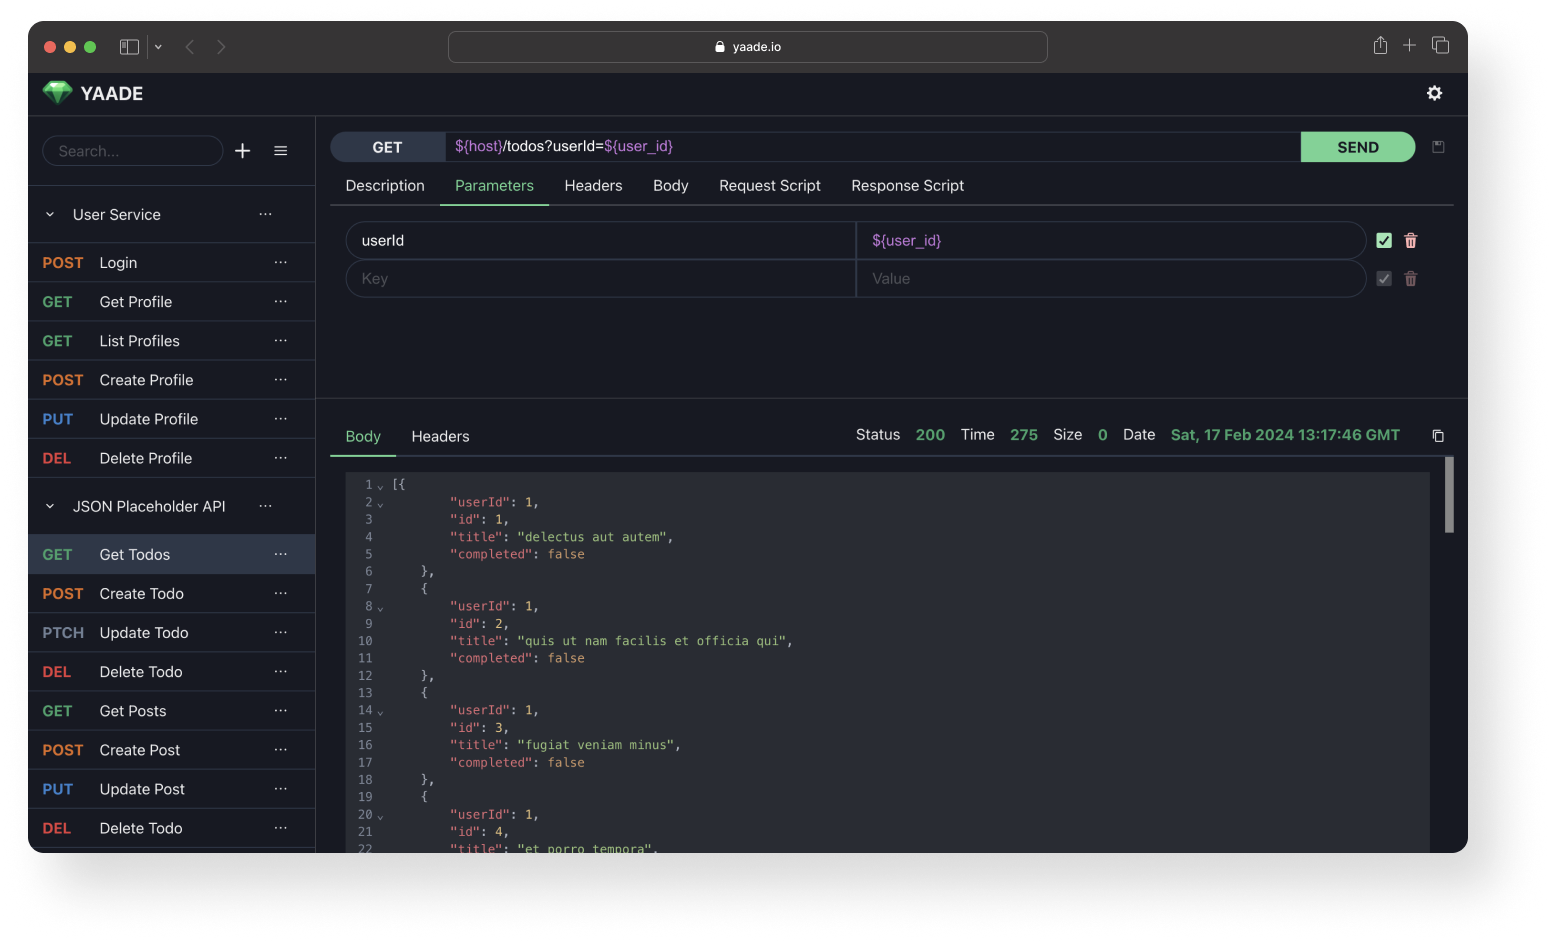 yaade.io
YAADE
Search...
User Service ...
POST Login ...
GET Get Profile ...
GET List Profiles ...
POST Create Profile ...
PUT Update Profile ...
DEL Delete Profile ...
JSON Placeholder API ...
GET Get Todos ...
POST Create Todo ...
PTCH Update Todo ...
DEL Delete Todo ...
GET Get Posts ...
POST Create Post ...
PUT Update Post ...
DEL Delete Todo ...
GET ${host}/todos?userId=${user_id} SEND
Description Parameters Headers Body Request Script Response Script
userId ${user_id}
Key Value
Body Headers Status 200 Time 275 Size 0 Date Sat, 17 Feb 2024 13:17:46 GMT
1 [{
2 "userId": 1,
3 "id": 1,
4 "title": "delectus aut autem",
5 "completed": false
6 },
7 {
8 "userId": 1,
9 "id": 2,
10 "title": "quis ut nam facilis et officia qui",
11 "completed": false
12 },
13 {
14 "userId": 1,
15 "id": 3,
16 "title": "fugiat veniam minus",
17 "completed": false
18 },
19 {
20 "userId": 1,
21 "id": 4,
22 "title": "et porro tempora",